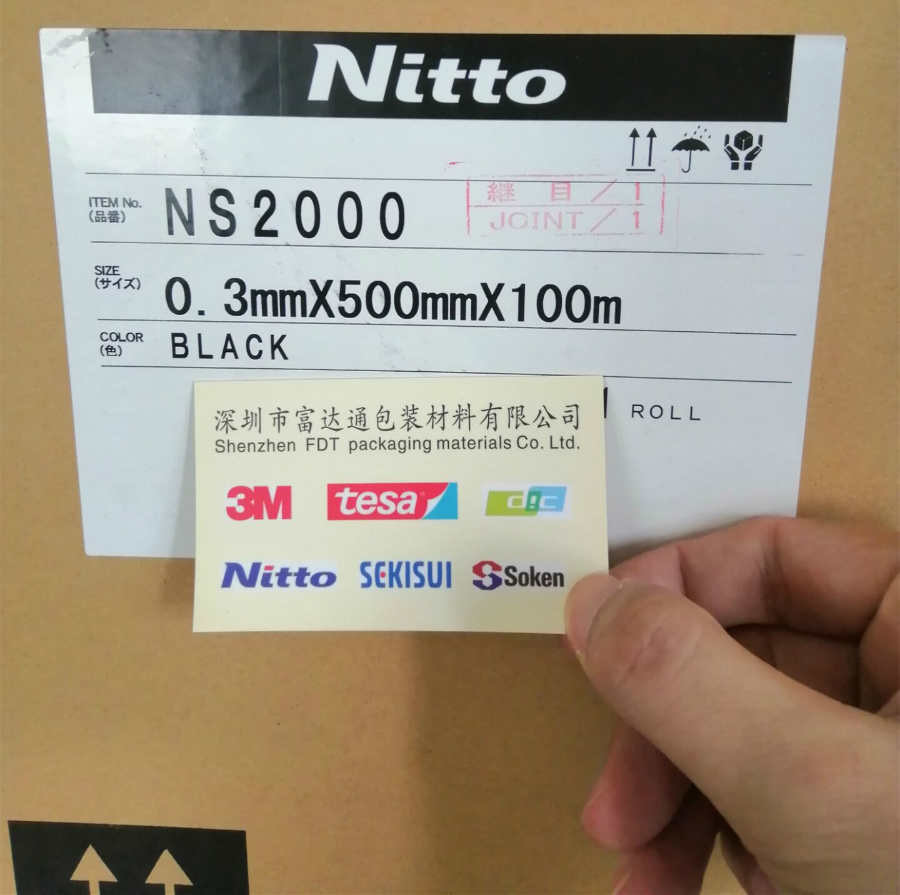 Nitto
ITEM No.
(品番)
NS2000
継 目 / 1
JOINT / 1
SIZE
(サイズ)
0.3mmX500mmX100m
COLOR
(色)
BLACK
ROLL
深圳市富达通包装材料有限公司
Shenzhen FDT packaging materials Co. Ltd.
3M tesa dic
Nitto SEKISUI Soken